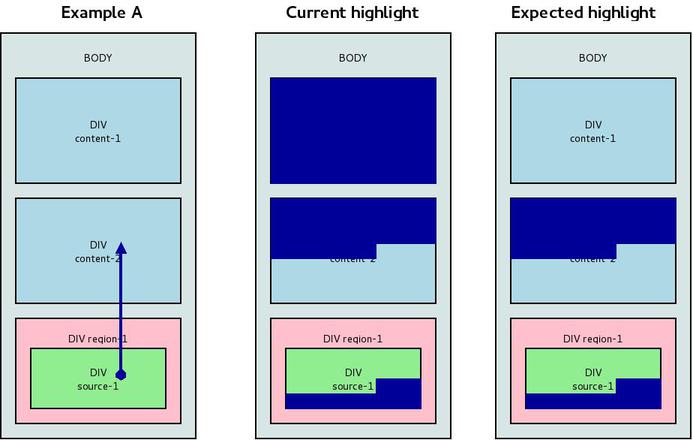 Example A
Current highlight
Expected highlight
BODY
DIV
content-1
DIV
content-2
DIV region-1
DIV
source-1
BODY
content-2
DIV region-1
DIV
source-1
BODY
DIV
content-1
content-2
DIV region-1
DIV
source-1